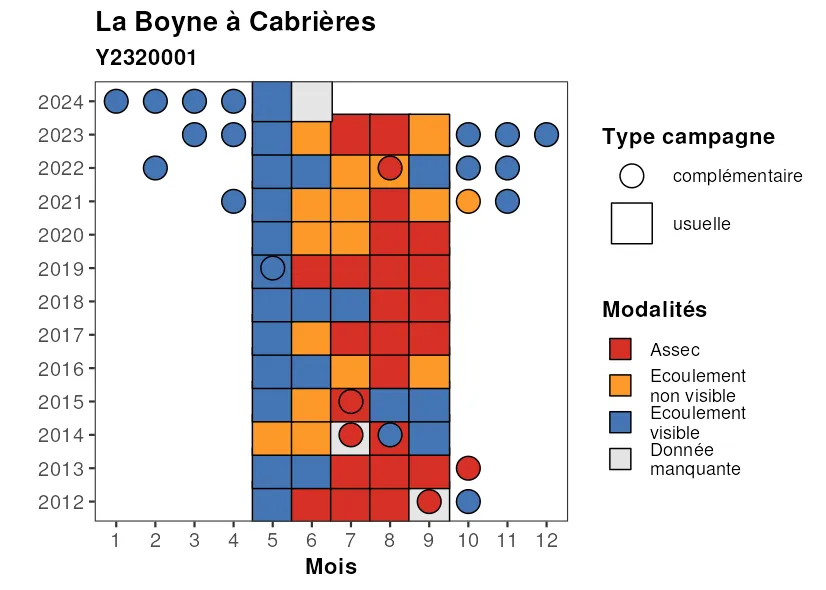 La Boyne à Cabrières
Y2320001
2024
2023
2022
2021
2020
2019
2018
2017
2016
2015
2014
2013
2012
1 2 3 4 5 6 7 8 9 10 11 12
Mois
Type campagne
complémentaire
usuelle
Modalités
Assec
Ecoulement
non visible
Ecoulement
visible
Donnée
manquante